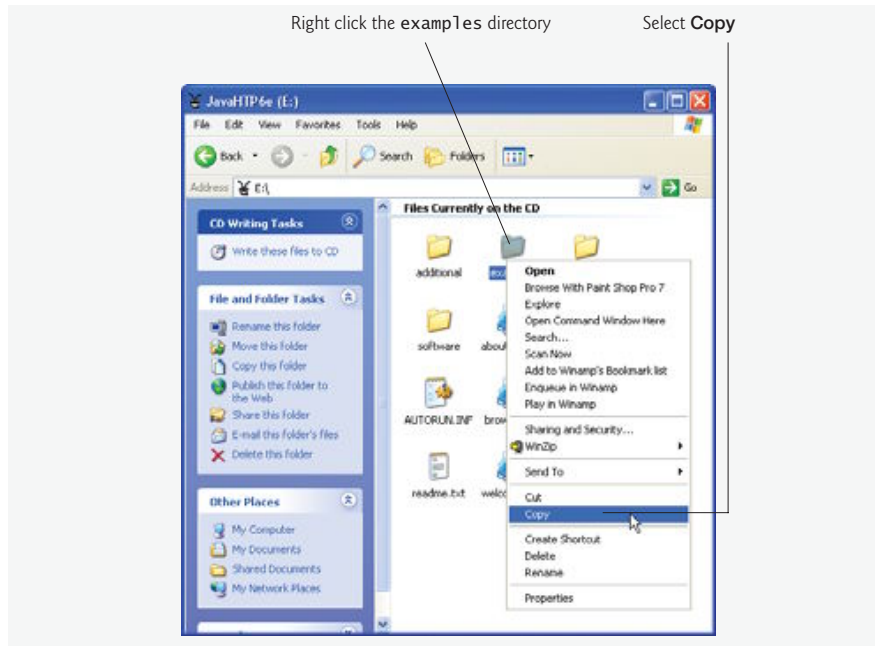 Right click the examples directory
Select Copy
JavaHTP6e (E:)
File Edit View Favorites Tools Help
Back Search Folders
Address E:\ Go
CD Writing Tasks
Write these files to CD
File and Folder Tasks
Rename this folder
Move this folder
Copy this folder
Publish this folder to
the Web
Share this folder
E-mail this folder's files
Delete this folder
Other Places
My Computer
My Documents
Shared Documents
My Network Places
Files Currently on the CD
additional
software
AUTORUN.INF
readme.txt
Open
Browse With Paint Shop Pro 7
Explore
Open Command Window Here
Search...
Scan Now
Add to Winamp's Bookmark list
Enqueue in Winamp
Play in Winamp
Sharing and Security...
WinZip
Send To
Cut
Copy
Create Shortcut
Delete
Rename
Properties